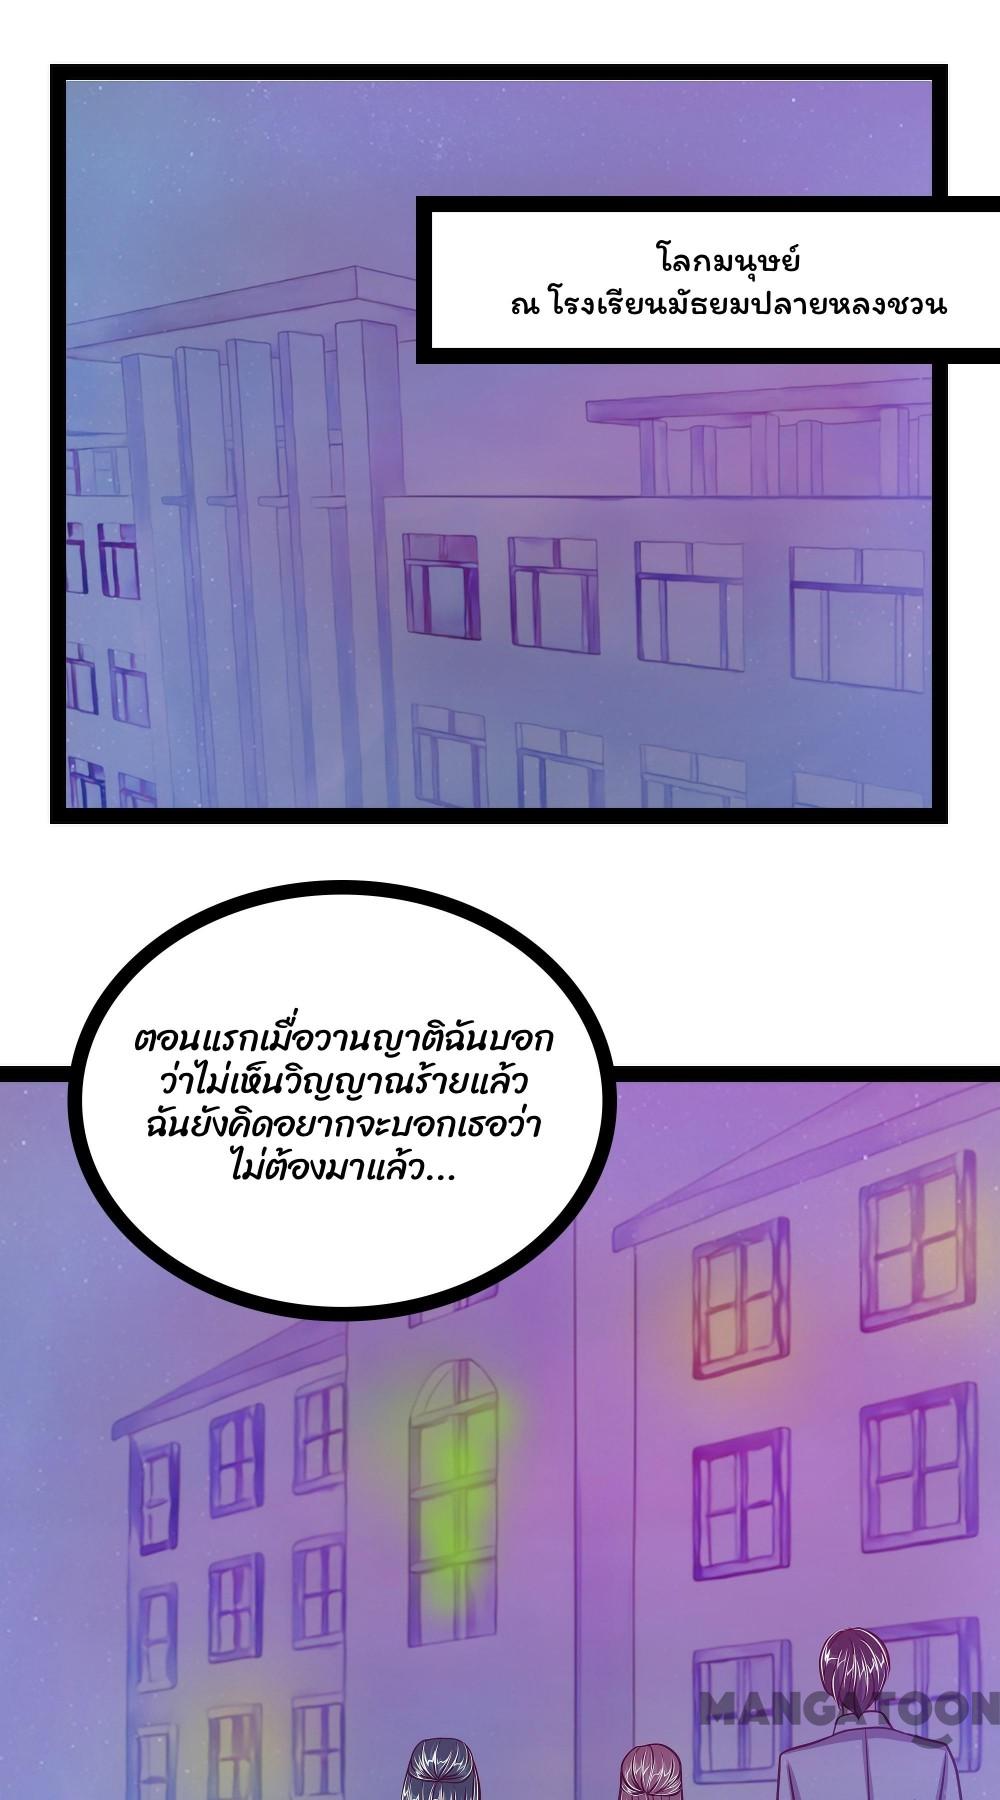 โลกมนุษย์
ณ โรงเรียนมัธยมปลายหลงชวน
ตอนแรกเมื่อวานญาติฉันบอก
ว่าไม่เห็นวิญญาณร้ายแล้ว
ฉันยังคิดอยากจะบอกเธอว่า
ไม่ต้องมาแล้ว...
MANGATOON